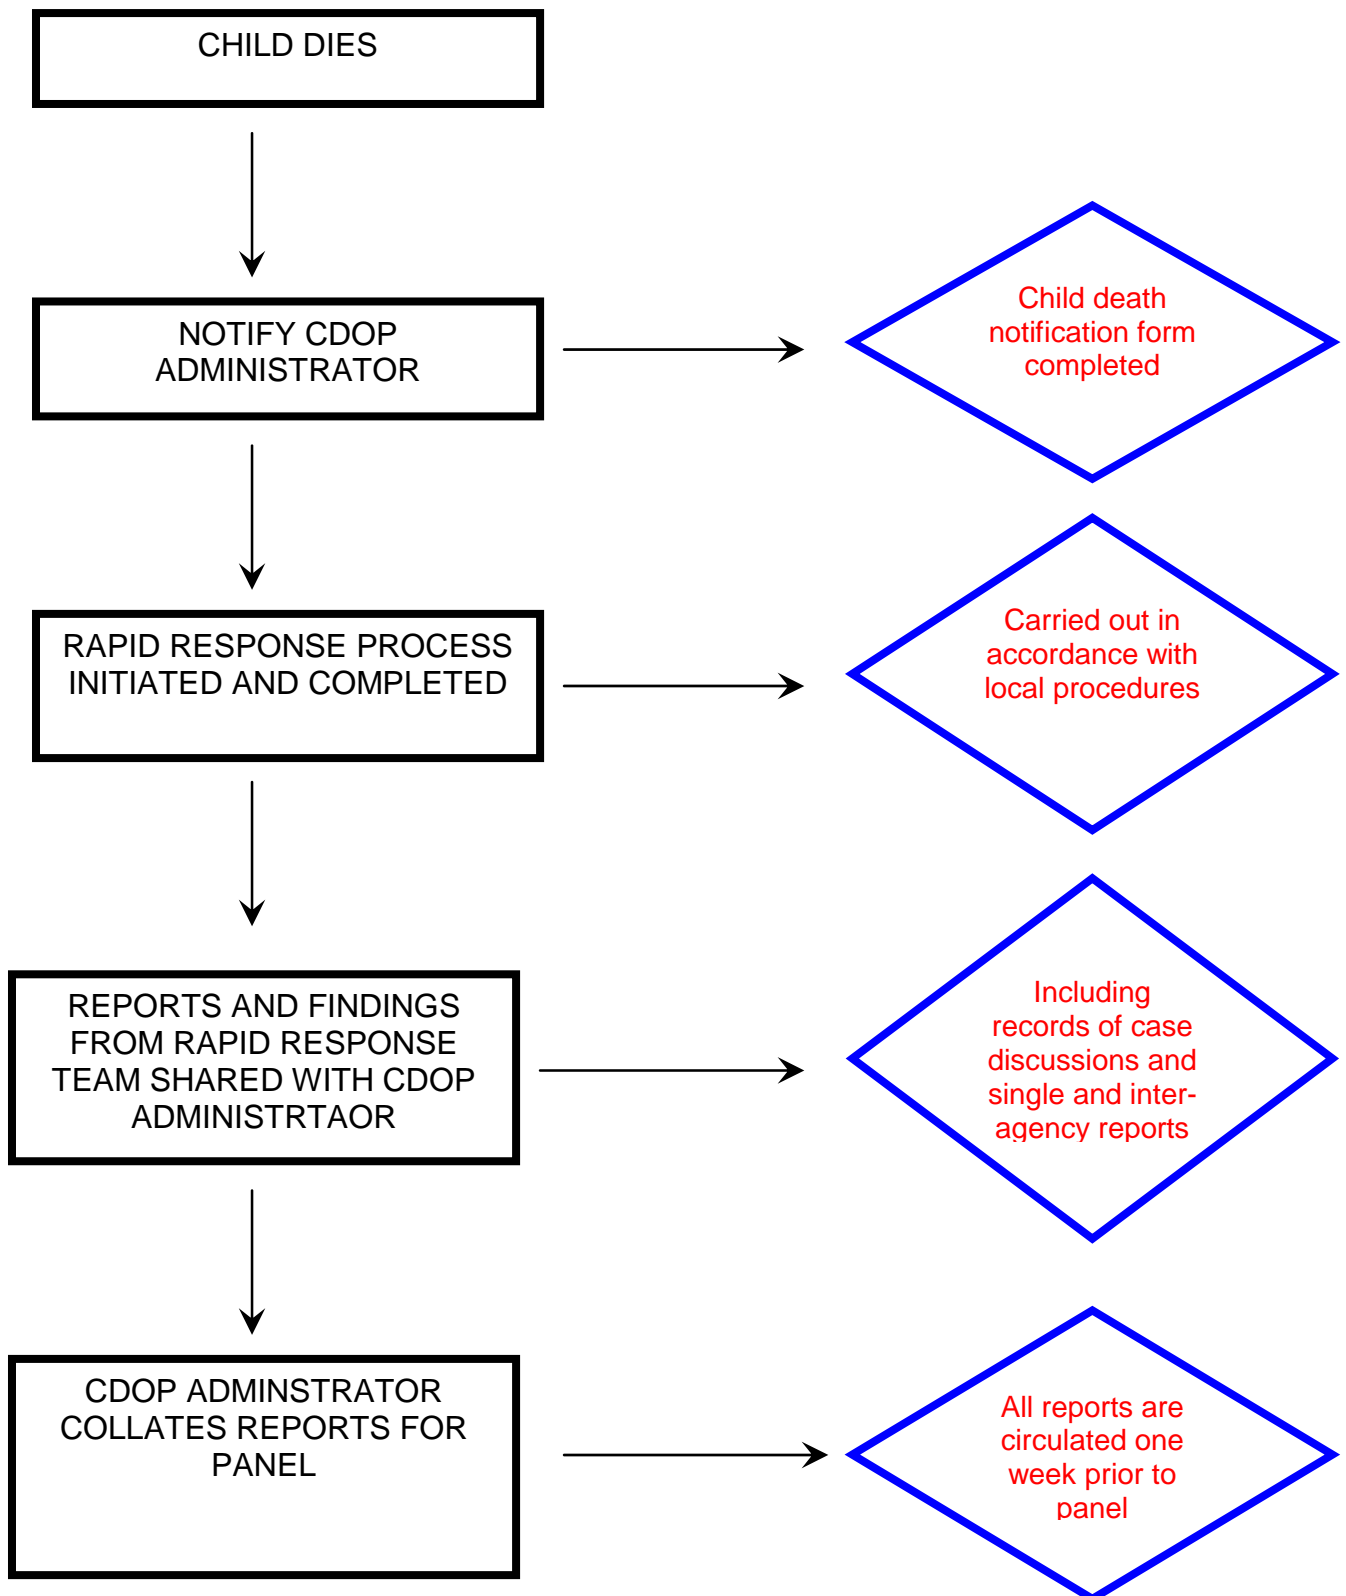 CHILD DIES
NOTIFY CDOP
ADMINISTRATOR
Child death
notification form
completed
RAPID RESPONSE PROCESS
INITIATED AND COMPLETED
Carried out in
accordance with
local procedures
REPORTS AND FINDINGS
FROM RAPID RESPONSE
TEAM SHARED WITH CDOP
ADMINISTRTAOR
Including
records of case
discussions and
single and inter-
agency reports
CDOP ADMINSTRATOR
COLLATES REPORTS FOR
PANEL
All reports are
circulated one
week prior to
panel